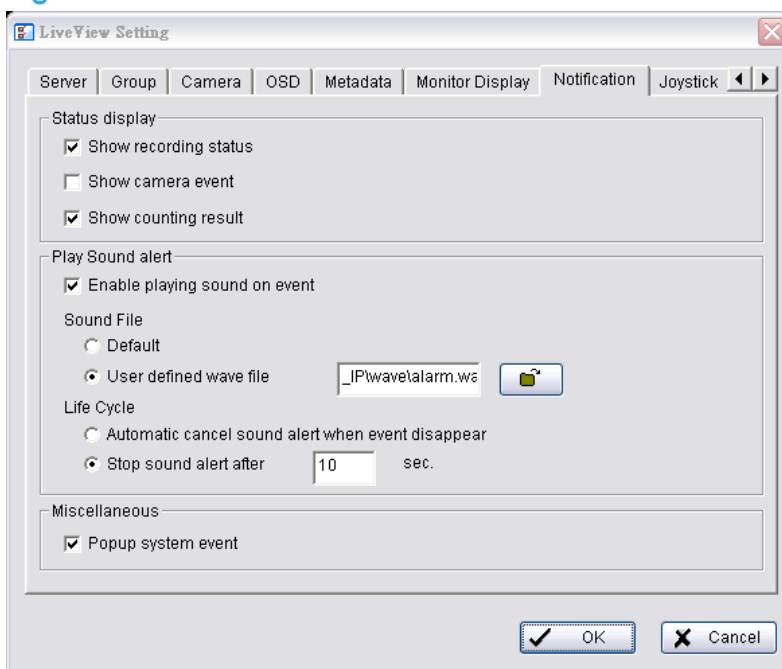 LiveView Setting
Server Group Camera OSD Metadata Monitor Display Notification Joystick
Status display
Show recording status
Show camera event
Show counting result
Play Sound alert
Enable playing sound on event
Sound File
Default
User defined wave file _IP\wave\alarm.wa
Life Cycle
Automatic cancel sound alert when event disappear
Stop sound alert after 10 sec.
Miscellaneous
Popup system event
OK Cancel